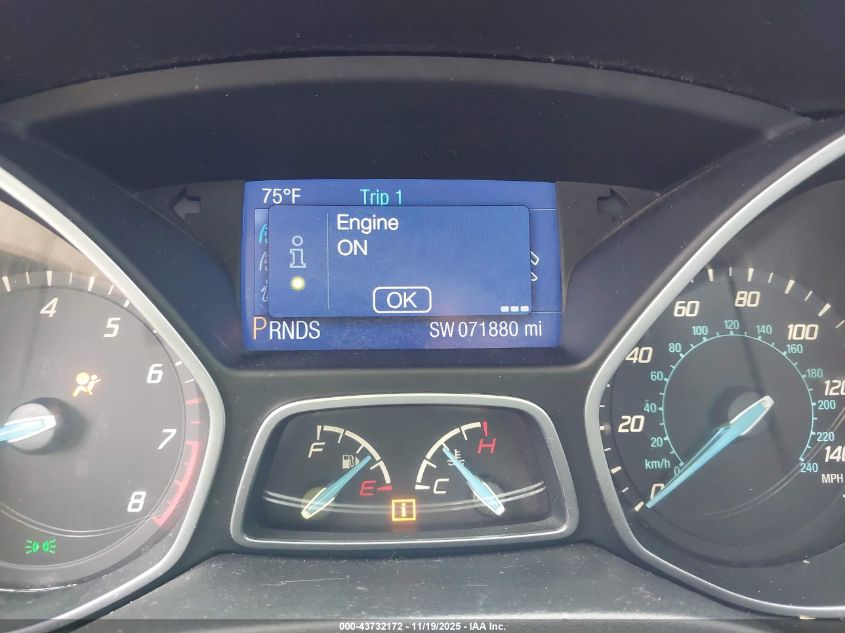 75°F Trip 1
Engine
ON
OK
PRNDS SW 071880 mi
4
5
6
7
8
F
E
H
C
i
0 20 40 60 80 100 120 140
MPH
0 20 40 60 80 100 120 140 160 180 200 220 240
km/h
000-43732172 - 11/19/2025 - IAA Inc.